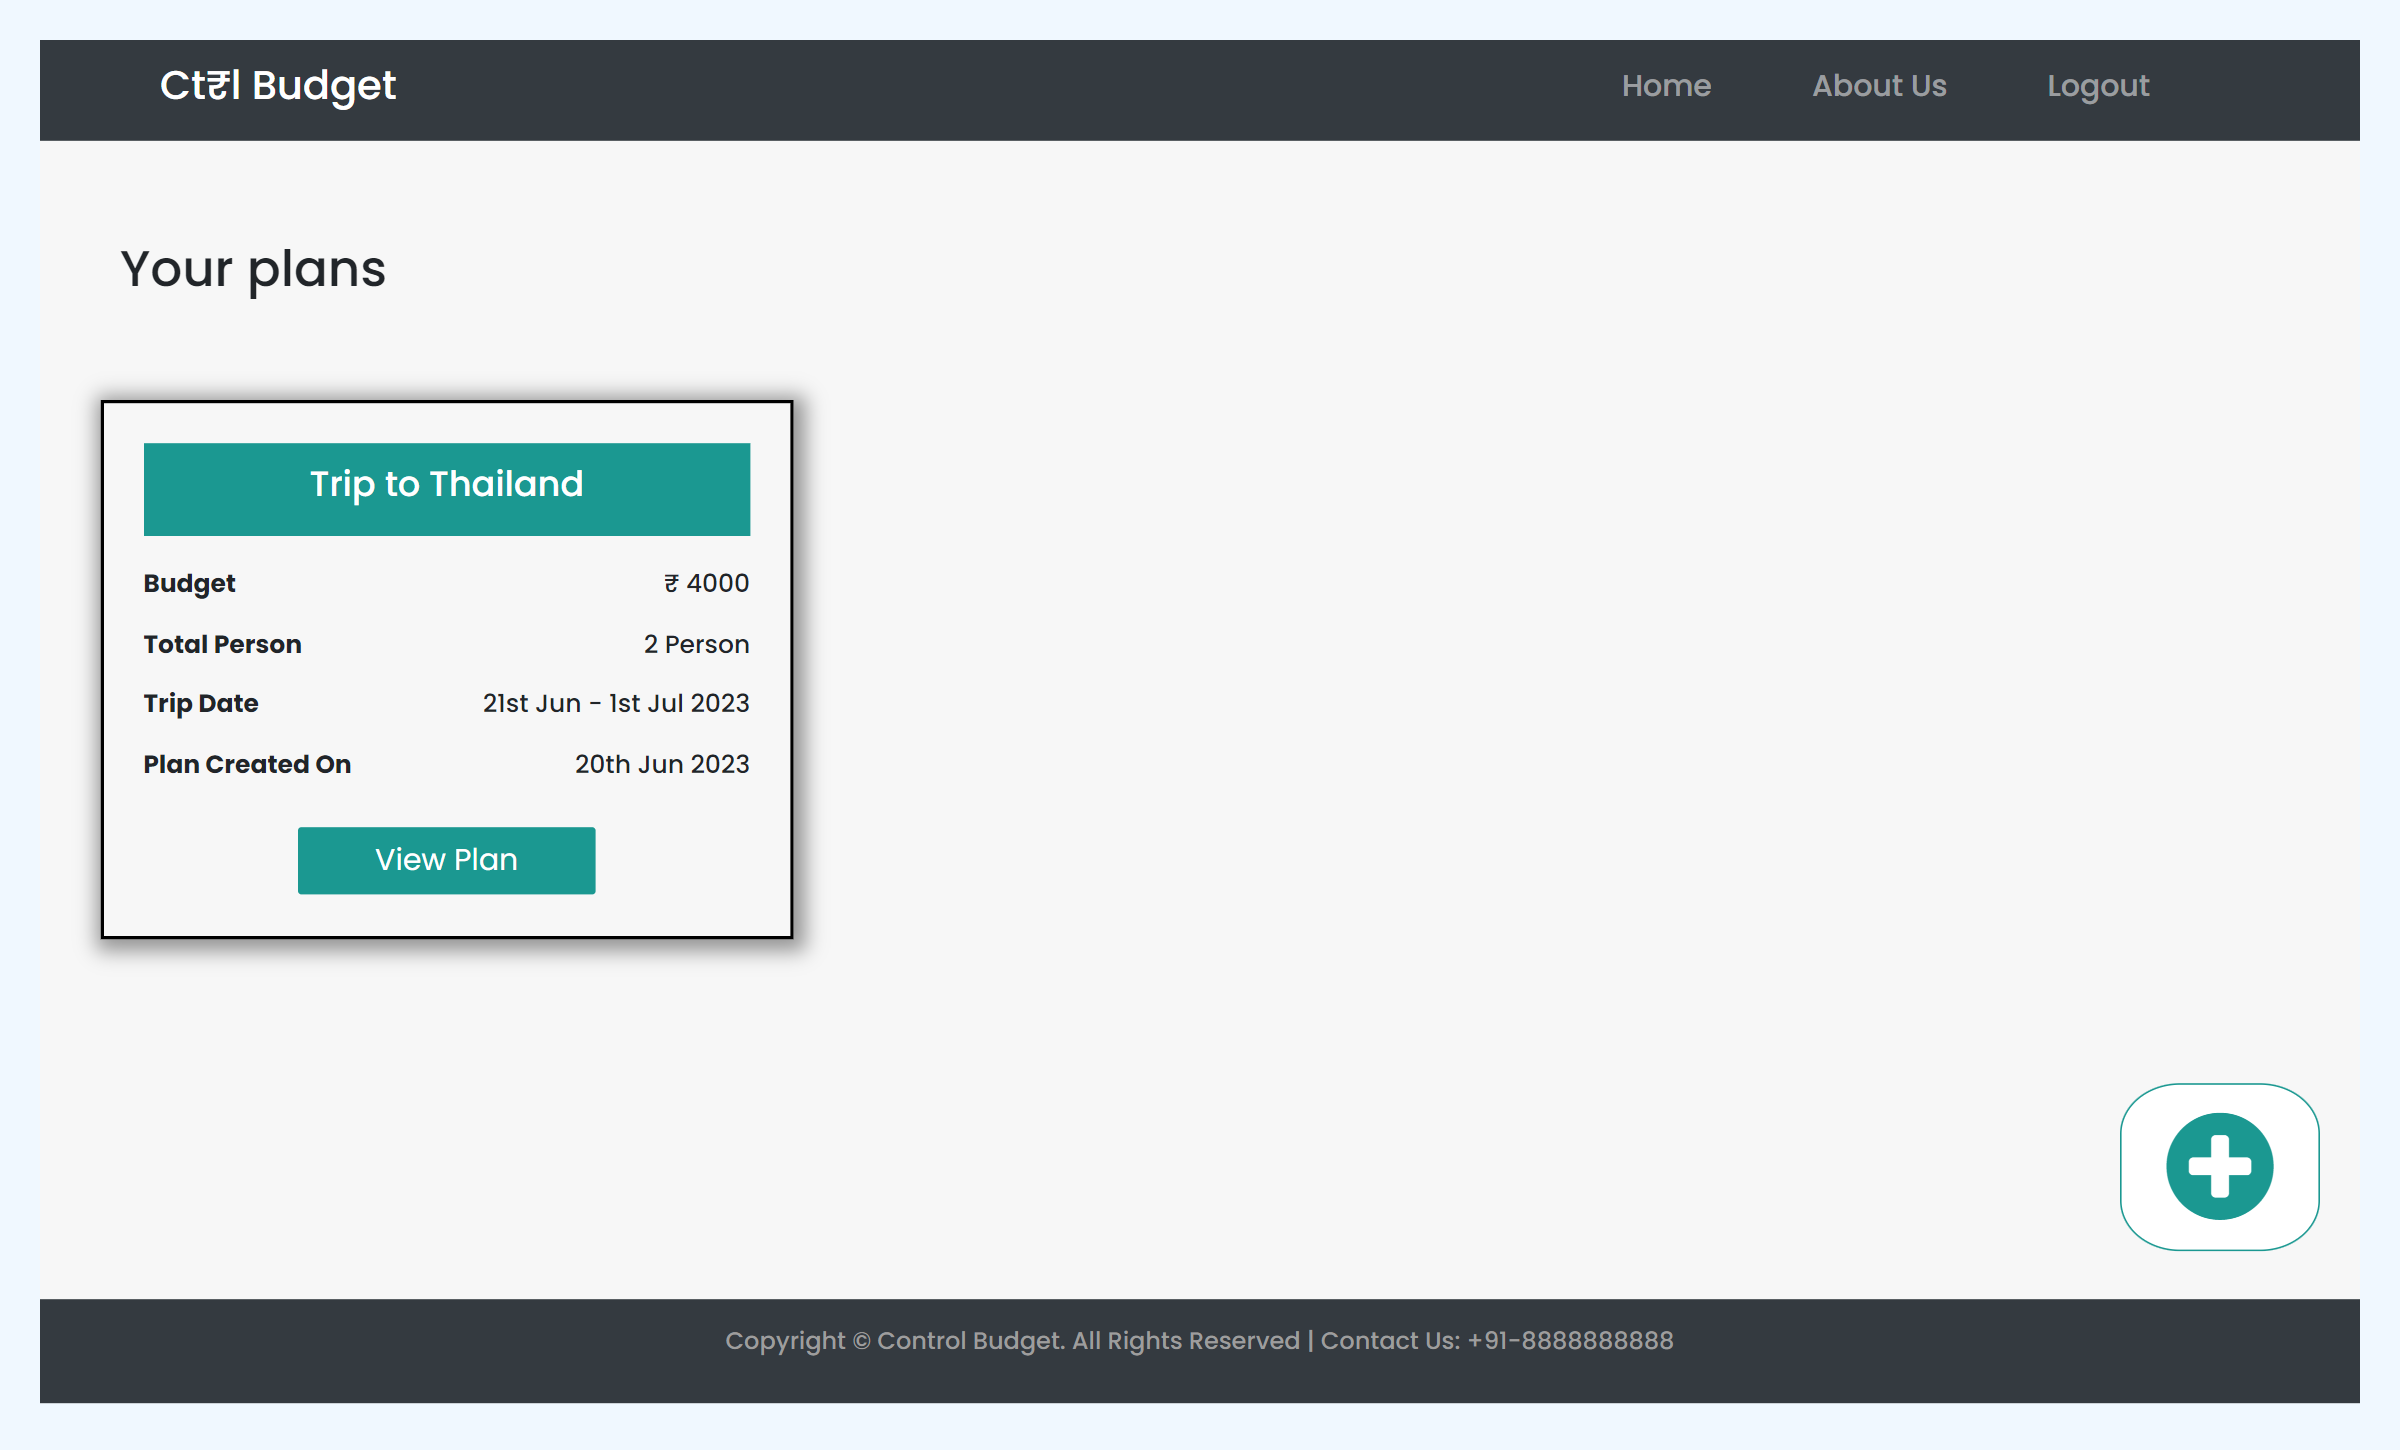 Ct₹l Budget Home About Us Logout
Your plans
Trip to Thailand
Budget ₹ 4000
Total Person 2 Person
Trip Date 21st Jun - 1st Jul 2023
Plan Created On 20th Jun 2023
View Plan
Copyright © Control Budget. All Rights Reserved | Contact Us: +91-8888888888